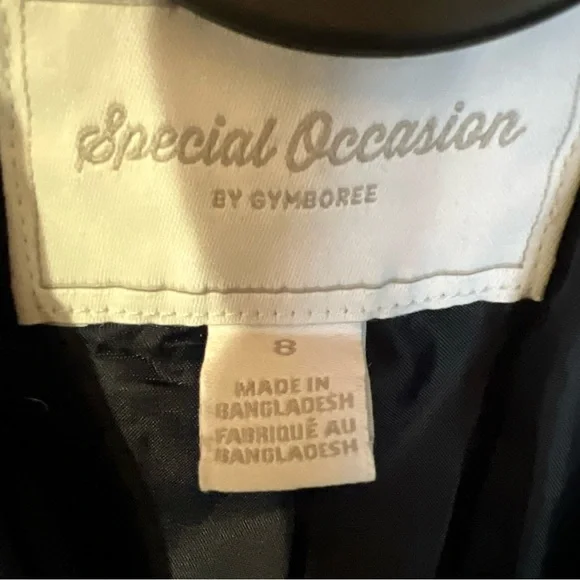 Special Occasion
BY GYMBOREE
8
MADE IN
BANGLADESH
FABRIQUÉ AU
BANGLADESH